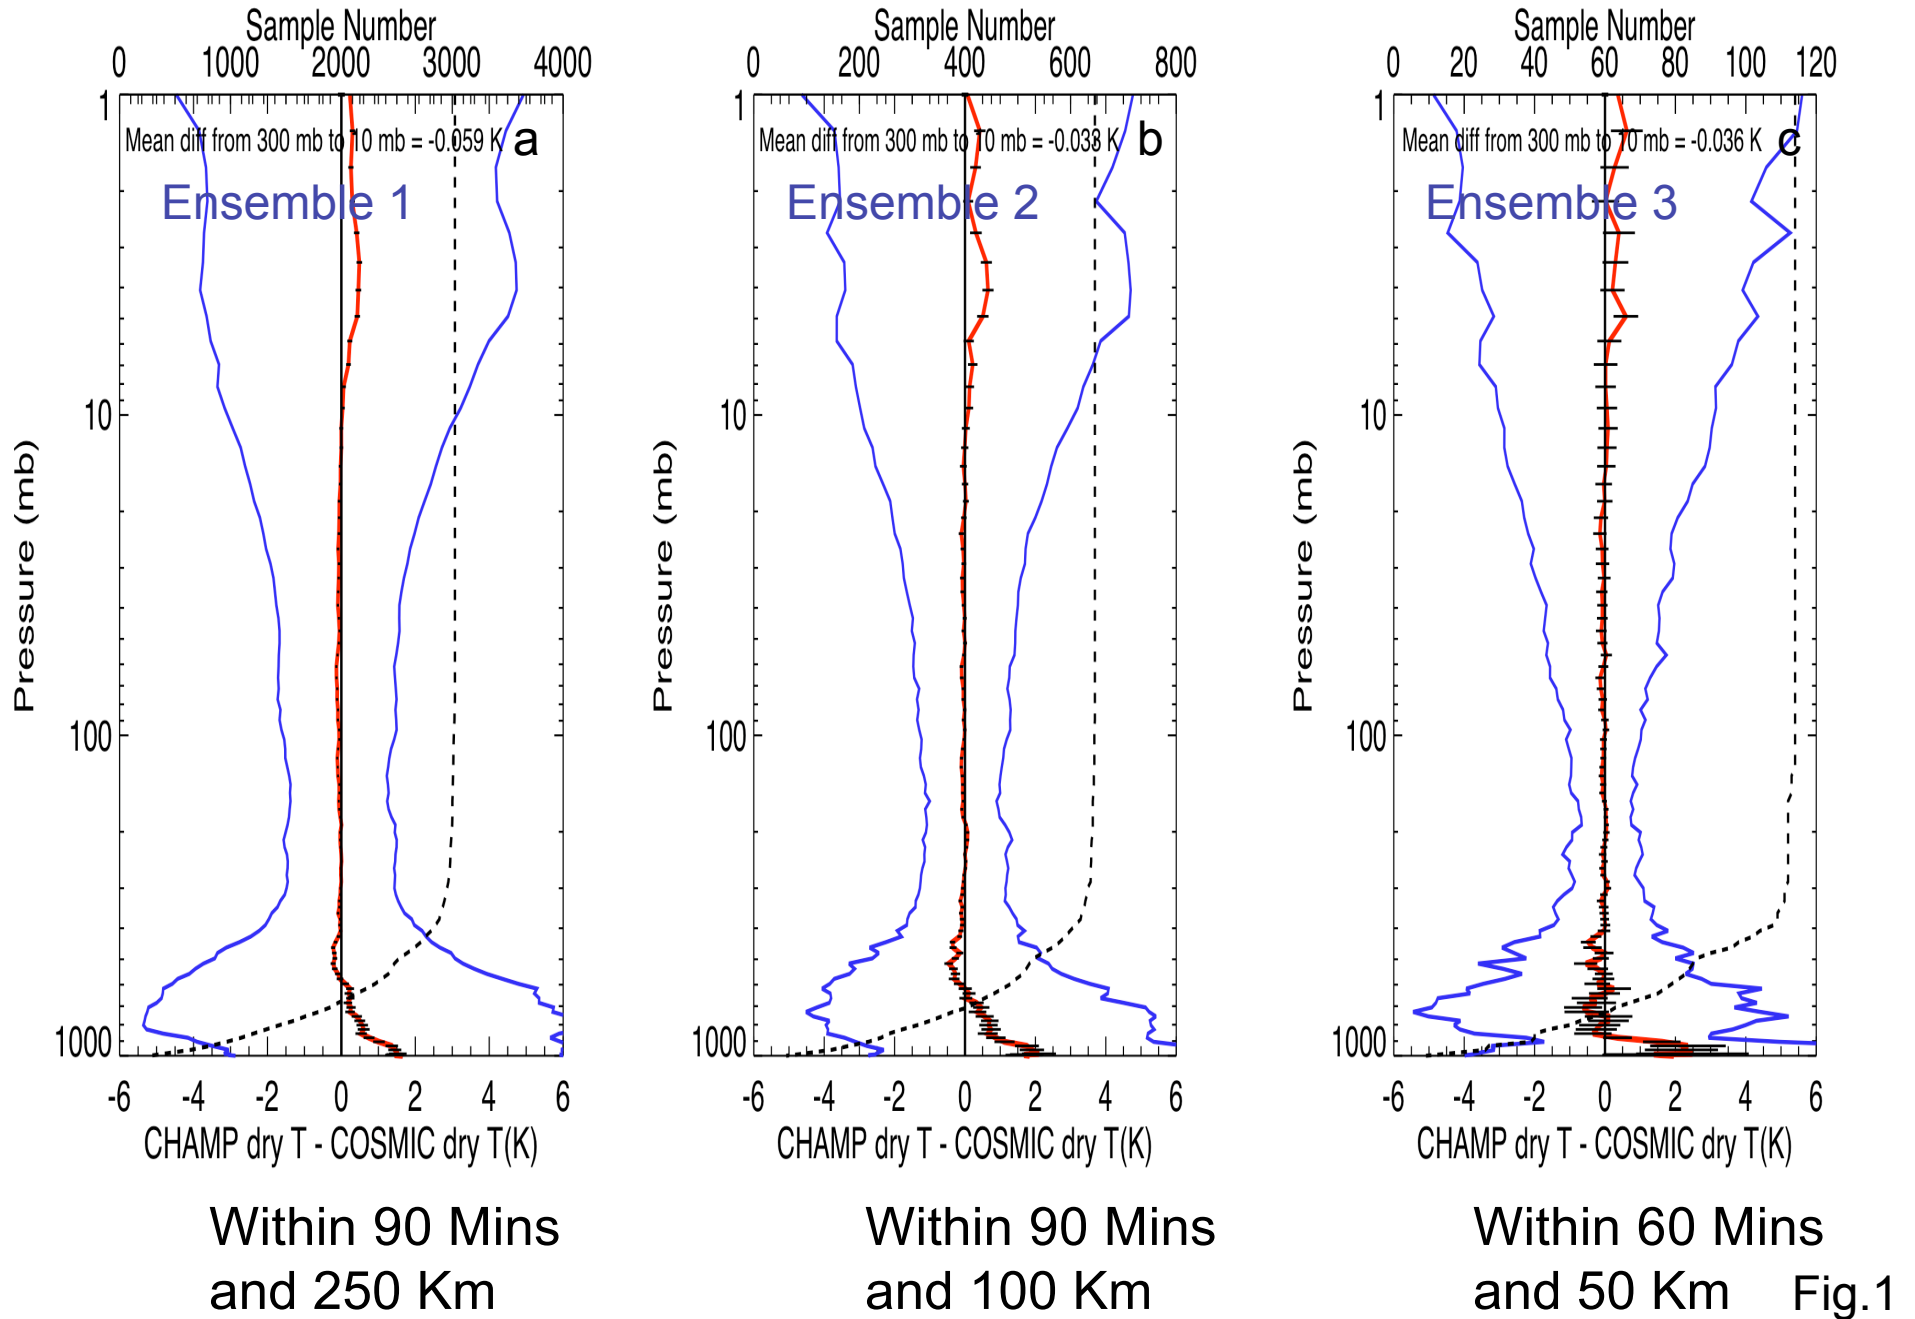 Sample Number
0 1000 2000 3000 4000
1
Mean diff from 300 mb to 10 mb = -0.059 K
a
Ensemble 1
10
Pressure (mb)
100
1000
-6 -4 -2 0 2 4 6
CHAMP dry T - COSMIC dry T(K)
Within 90 Mins
and 250 Km
Sample Number
0 200 400 600 800
1
Mean diff from 300 mb to 10 mb = -0.033 K
b
Ensemble 2
10
Pressure (mb)
100
1000
-6 -4 -2 0 2 4 6
CHAMP dry T - COSMIC dry T(K)
Within 90 Mins
and 100 Km
Sample Number
0 20 40 60 80 100 120
1
Mean diff from 300 mb to 10 mb = -0.036 K
c
Ensemble 3
10
Pressure (mb)
100
1000
-6 -4 -2 0 2 4 6
CHAMP dry T - COSMIC dry T(K)
Within 60 Mins
and 50 Km
Fig.1